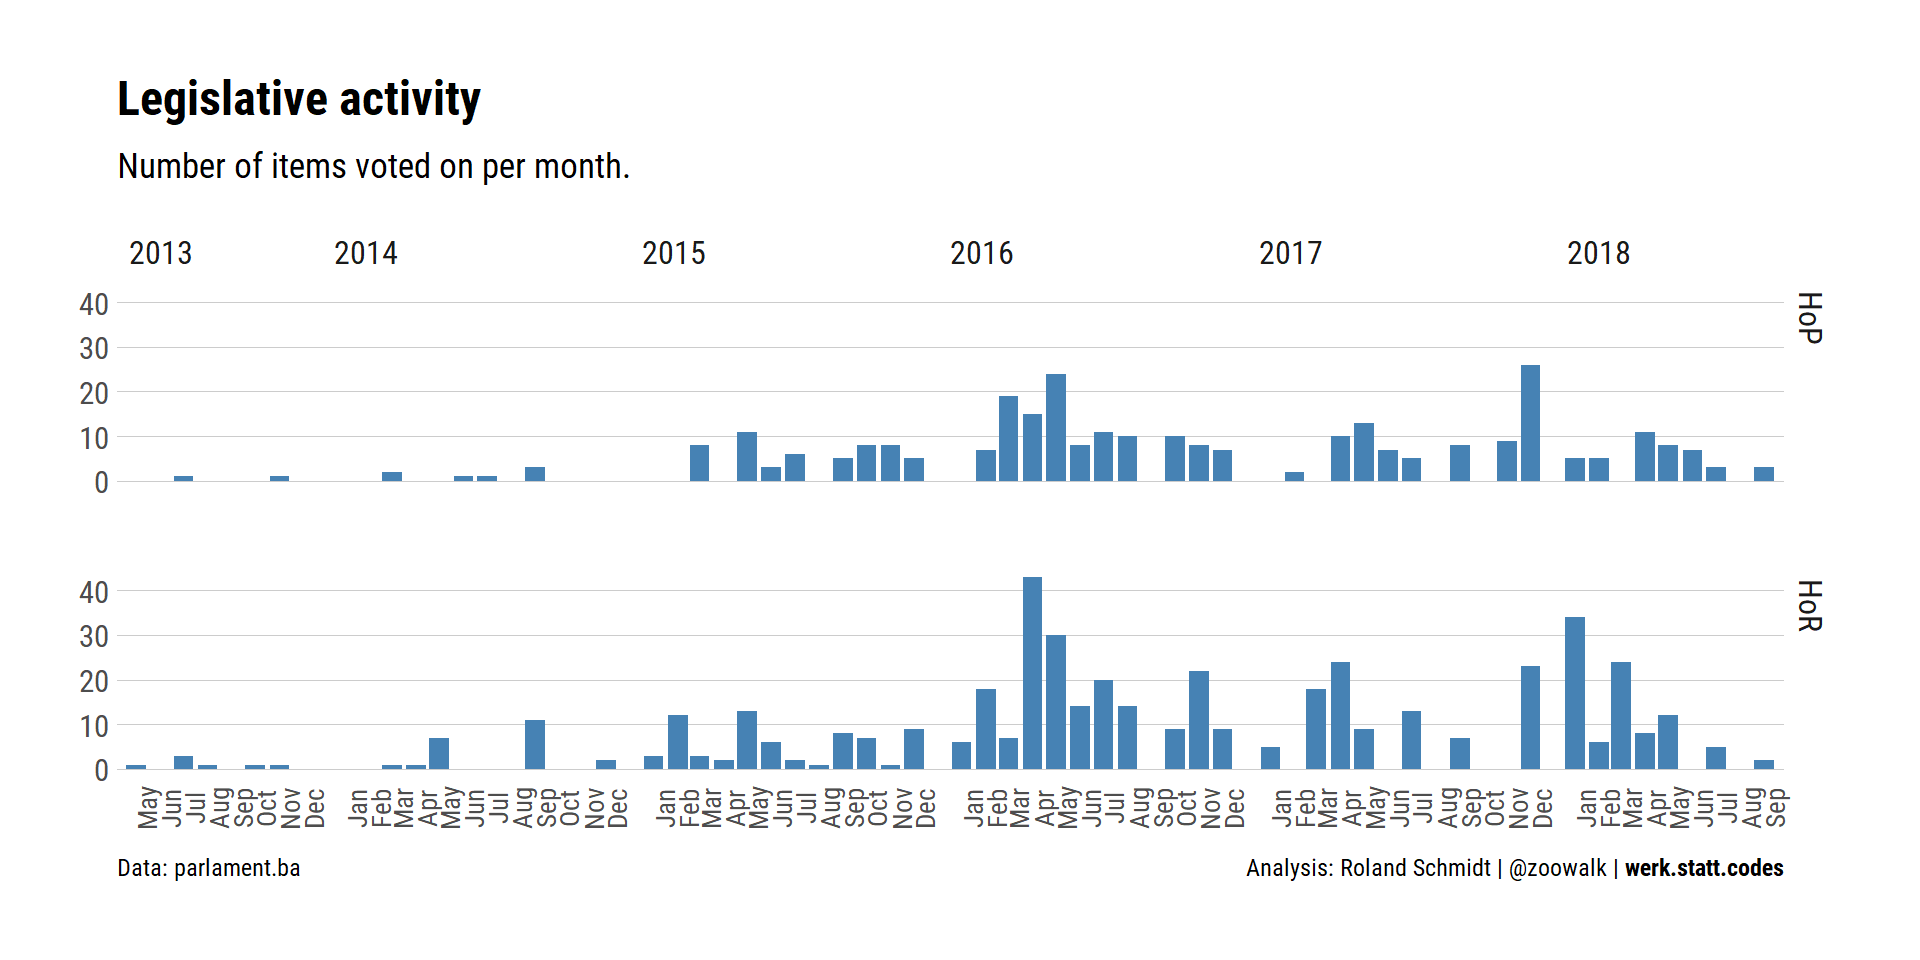 Legislative activity
Number of items voted on per month.
2013 2014 2015 2016 2017 2018
40
30
20
10
0
HoP
40
30
20
10
0
HoR
May Jun Jul Aug Sep Oct Nov Dec Jan Feb Mar Apr May Jun Jul Aug Sep Oct Nov Dec Jan Feb Mar Apr May Jun Jul Aug Sep Oct Nov Dec Jan Feb Mar Apr May Jun Jul Aug Sep Oct Nov Dec Jan Feb Mar Apr May Jun Jul Aug Sep Oct Nov Dec Jan Feb Mar Apr May Jun Jul Aug Sep
Data: parlament.ba
Analysis: Roland Schmidt | @zoowalk | werk.statt.codes